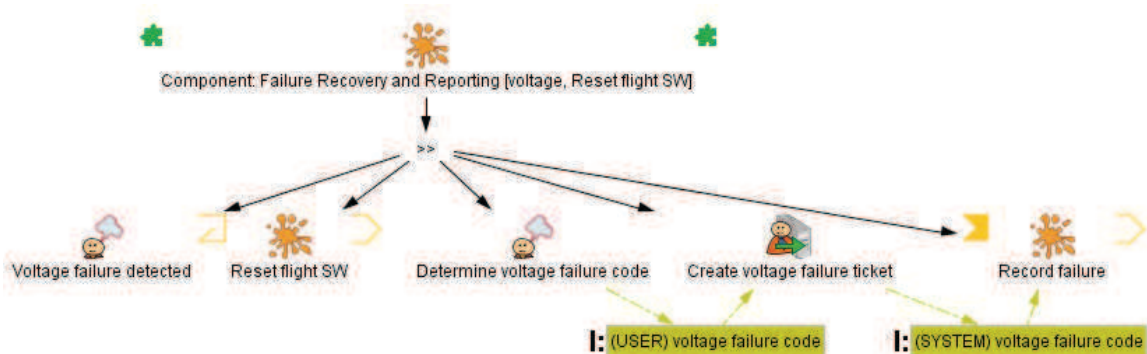 Component: Failure Recovery and Reporting [voltage, Reset flight SW]
>>
Voltage failure detected
Reset flight SW
Determine voltage failure code
Create voltage failure ticket
Record failure
I: (USER) voltage failure code
I: (SYSTEM) voltage failure code